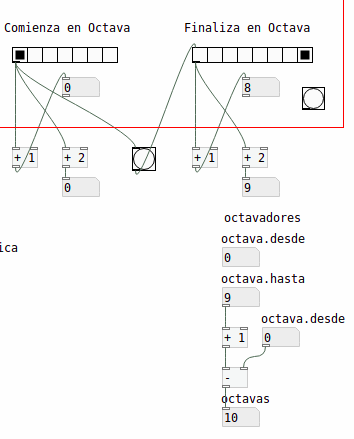 Comienza en Octava
Finaliza en Octava
0
8
+ 1
+ 2
+ 1
+ 2
0
9
octavadores
octava.desde
0
ica
octava.hasta
9
octava.desde
+ 1
0
-
octavas
10